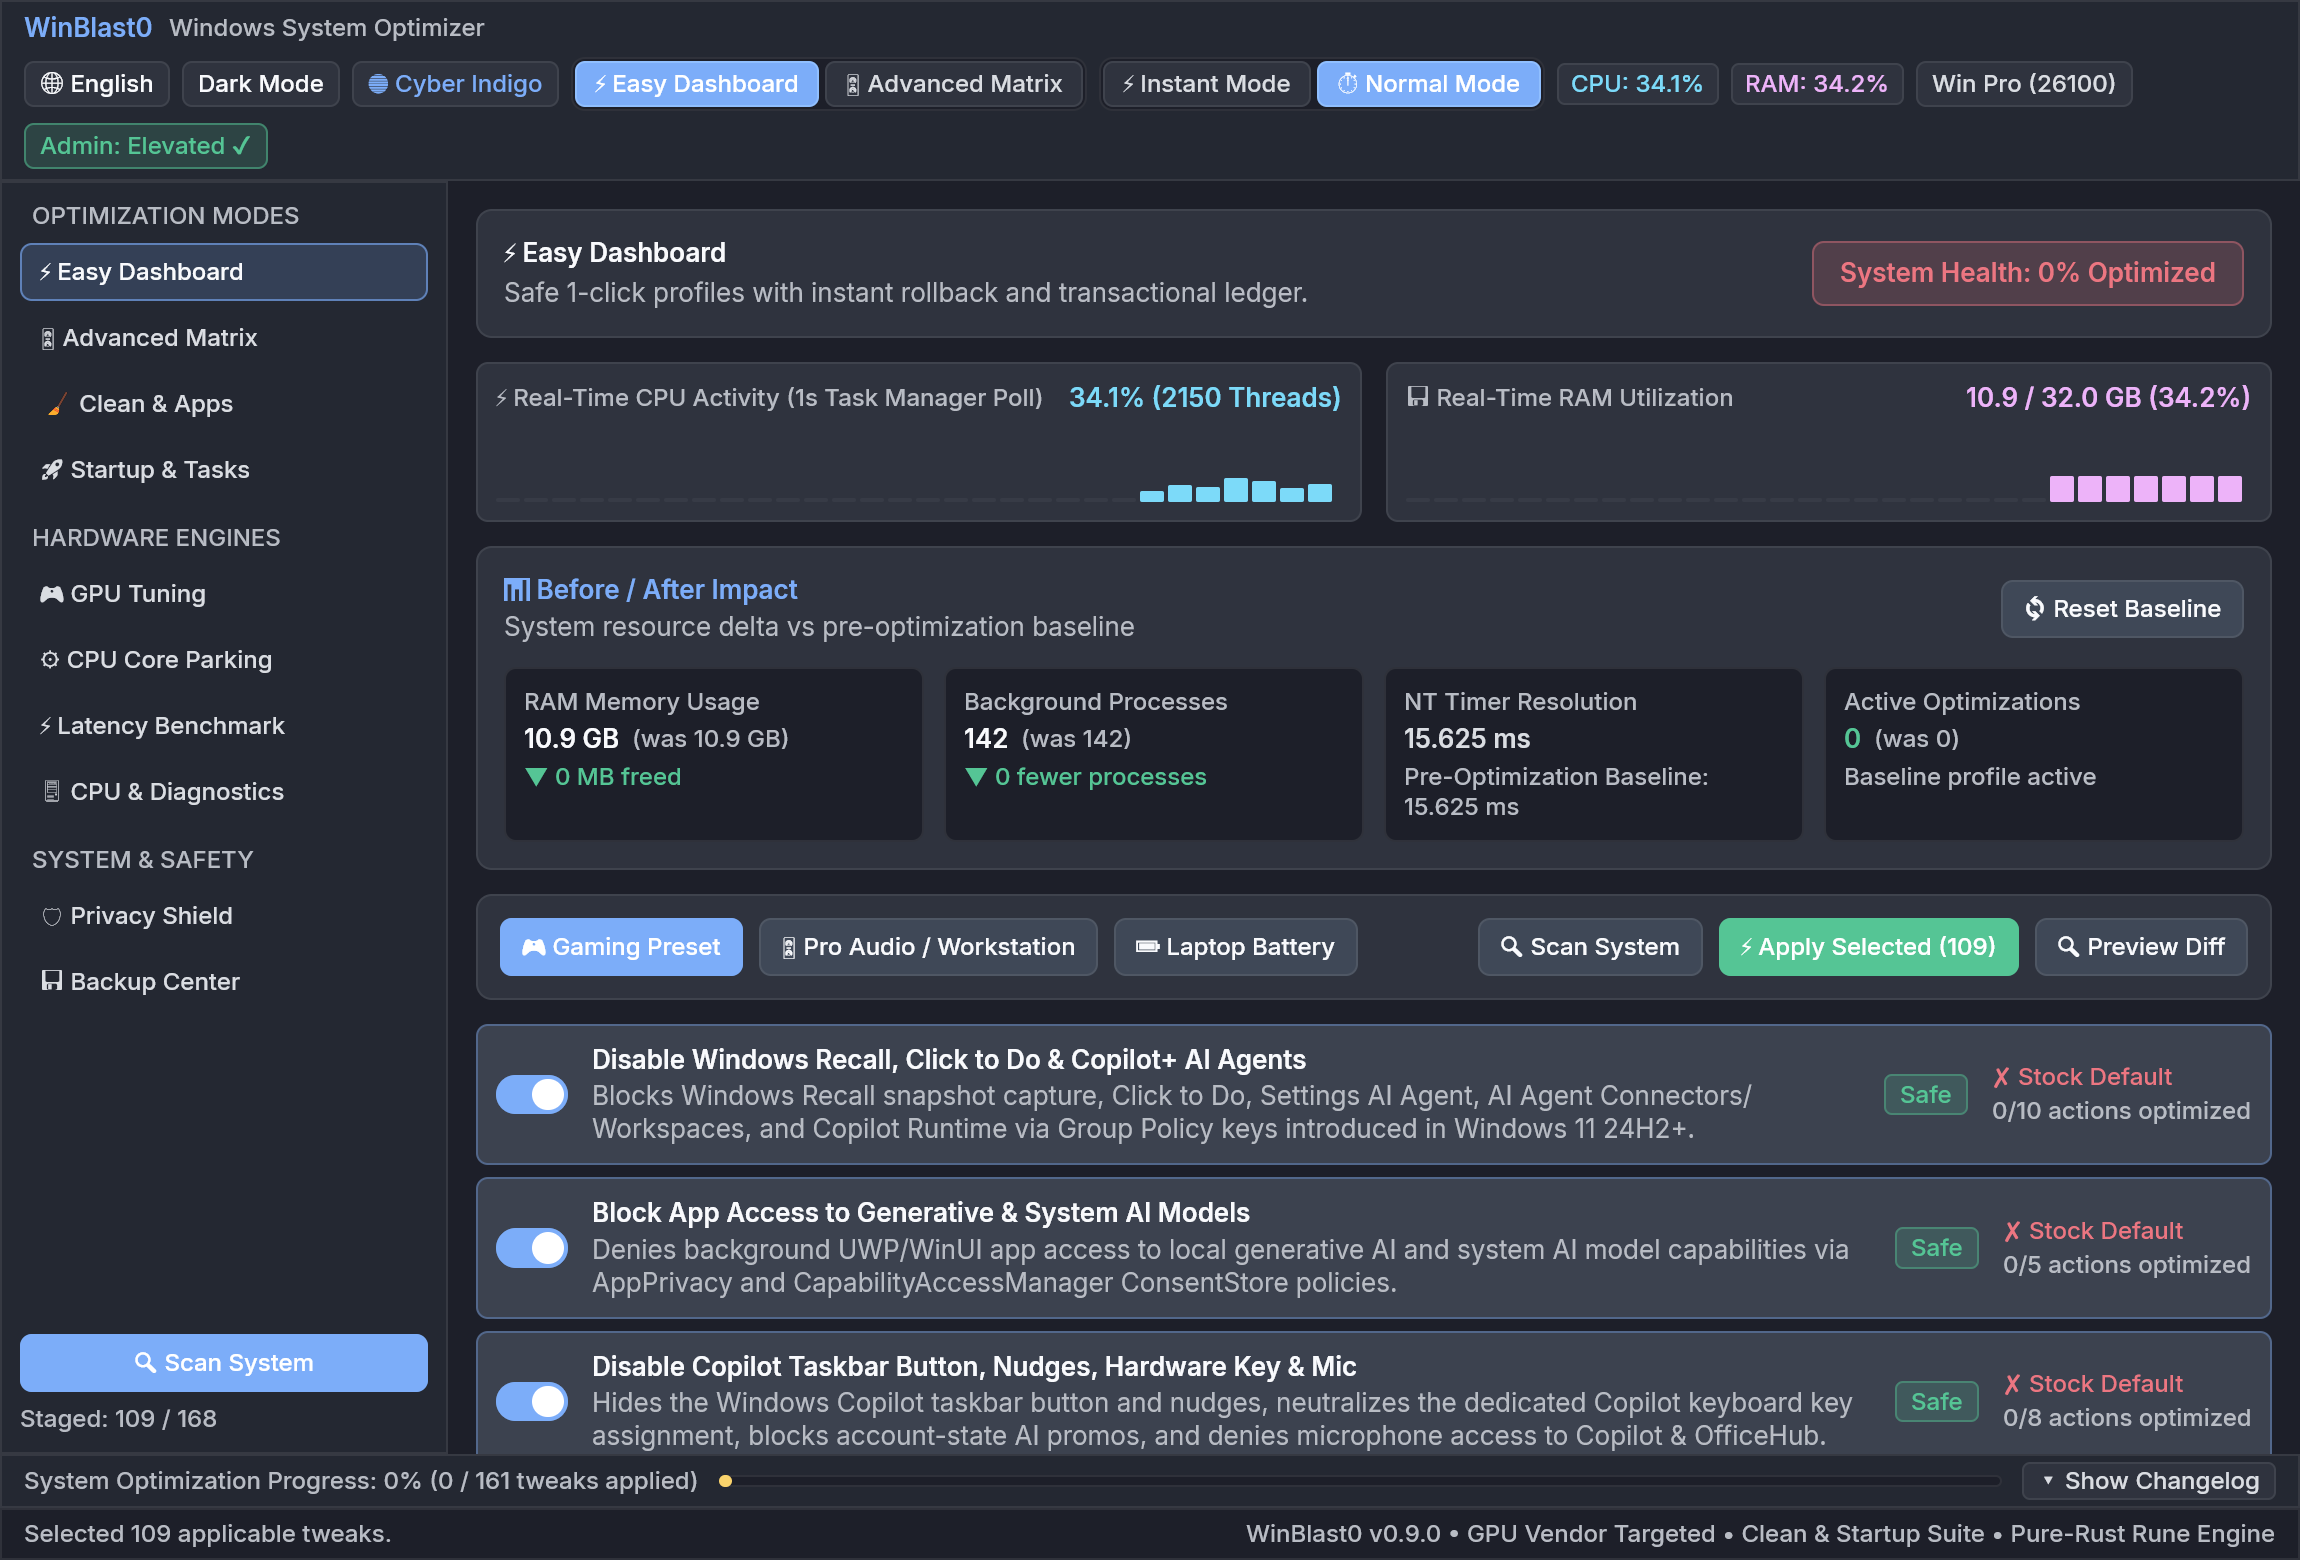 WinBlast0 Windows System Optimizer
English Dark Mode Cyber Indigo Easy Dashboard Advanced Matrix Instant Mode Normal Mode CPU: 34.1% RAM: 34.2% Win Pro (26100)
Admin: Elevated ✓
OPTIMIZATION MODES
Easy Dashboard
Advanced Matrix
Clean & Apps
Startup & Tasks
HARDWARE ENGINES
GPU Tuning
CPU Core Parking
Latency Benchmark
CPU & Diagnostics
SYSTEM & SAFETY
Privacy Shield
Backup Center
Scan System
Staged: 109 / 168
Easy Dashboard
Safe 1-click profiles with instant rollback and transactional ledger.
System Health: 0% Optimized
Real-Time CPU Activity (1s Task Manager Poll) 34.1% (2150 Threads)
Real-Time RAM Utilization 10.9 / 32.0 GB (34.2%)
Before / After Impact
System resource delta vs pre-optimization baseline
Reset Baseline
RAM Memory Usage
10.9 GB (was 10.9 GB)
▼ 0 MB freed
Background Processes
142 (was 142)
▼ 0 fewer processes
NT Timer Resolution
15.625 ms
Pre-Optimization Baseline:
15.625 ms
Active Optimizations
0 (was 0)
Baseline profile active
Gaming Preset Pro Audio / Workstation Laptop Battery Scan System Apply Selected (109) Preview Diff
Disable Windows Recall, Click to Do & Copilot+ AI Agents
Blocks Windows Recall snapshot capture, Click to Do, Settings AI Agent, AI Agent Connectors/
Workspaces, and Copilot Runtime via Group Policy keys introduced in Windows 11 24H2+.
Safe
✗ Stock Default
0/10 actions optimized
Block App Access to Generative & System AI Models
Denies background UWP/WinUI app access to local generative AI and system AI model capabilities via
AppPrivacy and CapabilityAccessManager ConsentStore policies.
Safe
✗ Stock Default
0/5 actions optimized
Disable Copilot Taskbar Button, Nudges, Hardware Key & Mic
Hides the Windows Copilot taskbar button and nudges, neutralizes the dedicated Copilot keyboard key
assignment, blocks account-state AI promos, and denies microphone access to Copilot & OfficeHub.
Safe
✗ Stock Default
0/8 actions optimized
System Optimization Progress: 0% (0 / 161 tweaks applied)
▼ Show Changelog
Selected 109 applicable tweaks.
WinBlast0 v0.9.0 • GPU Vendor Targeted • Clean & Startup Suite • Pure-Rust Rune Engine